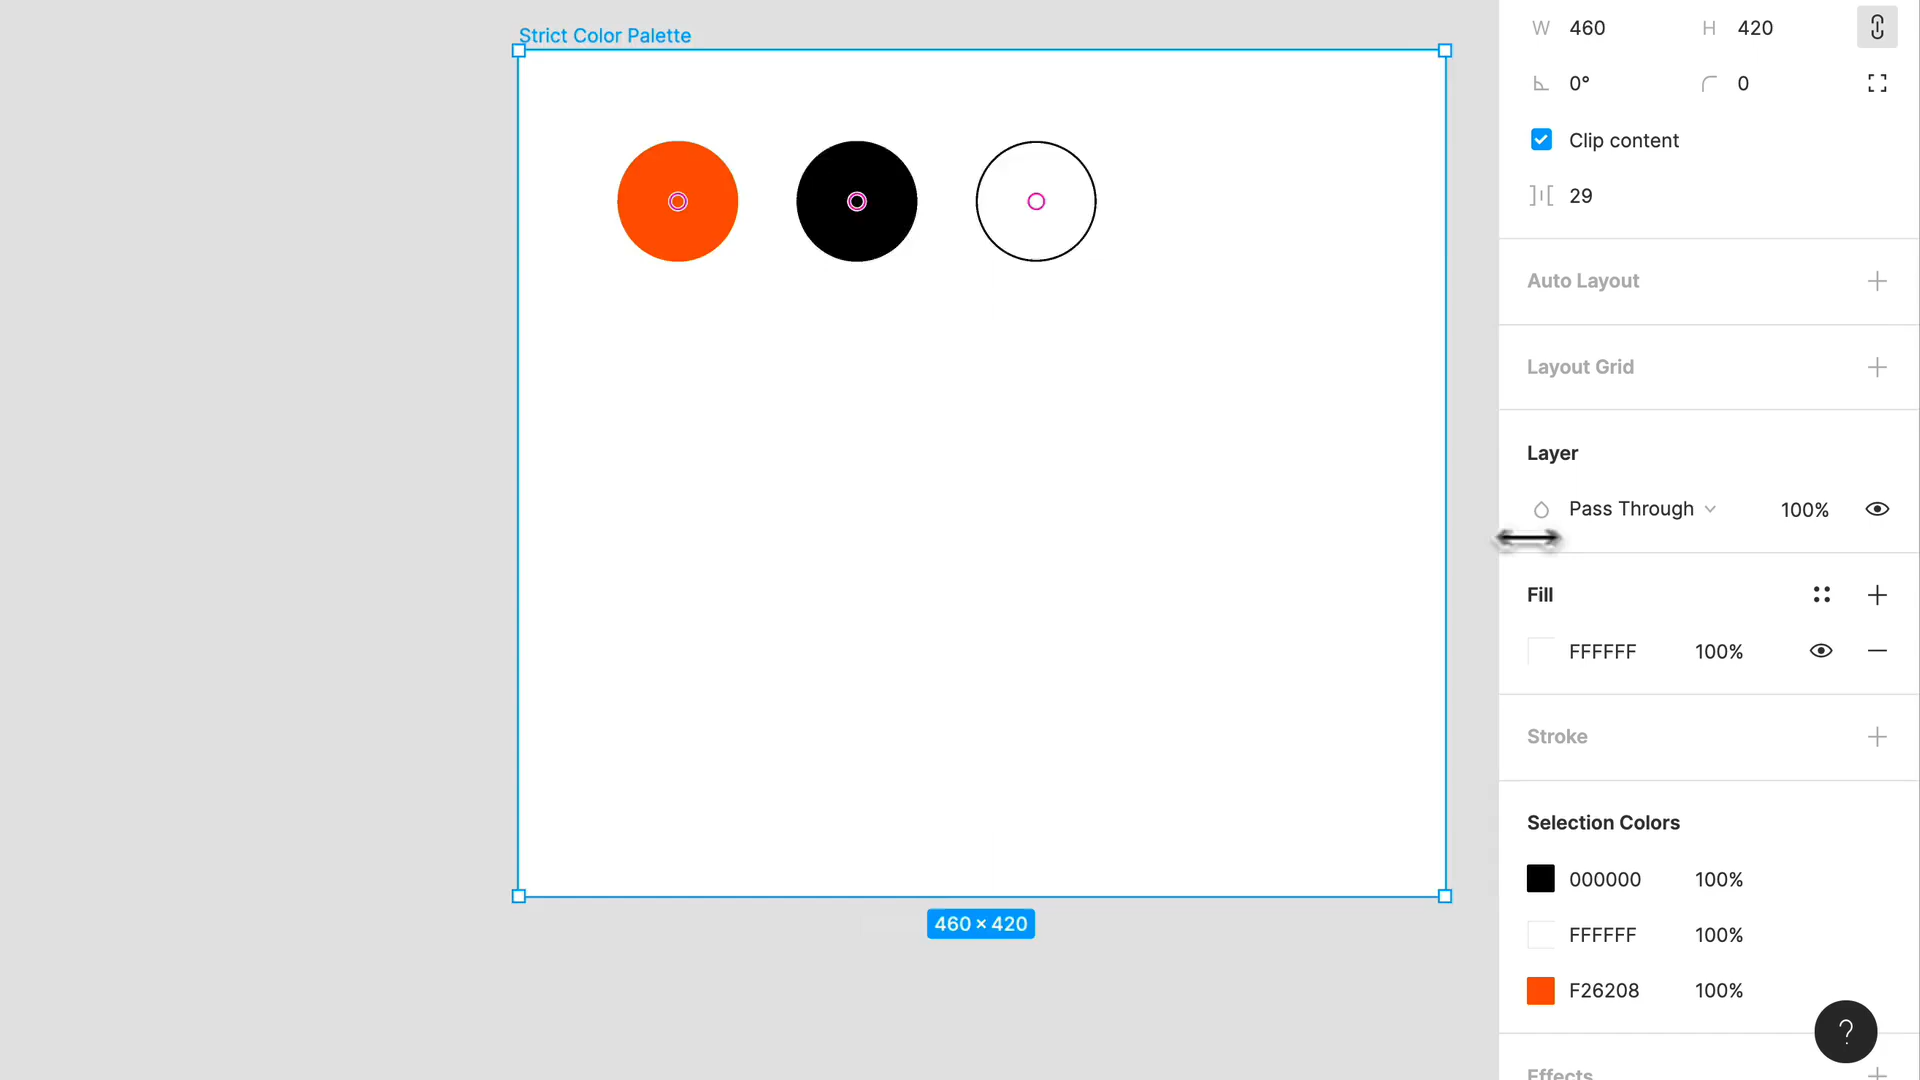 Strict Color Palette
W 460 H 420
0° 0
Clip content
29
Auto Layout
Layout Grid
Layer
Pass Through 100%
Fill
FFFFFF 100%
Stroke
460 × 420
Selection Colors
000000 100%
FFFFFF 100%
F26208 100%
?
Effects